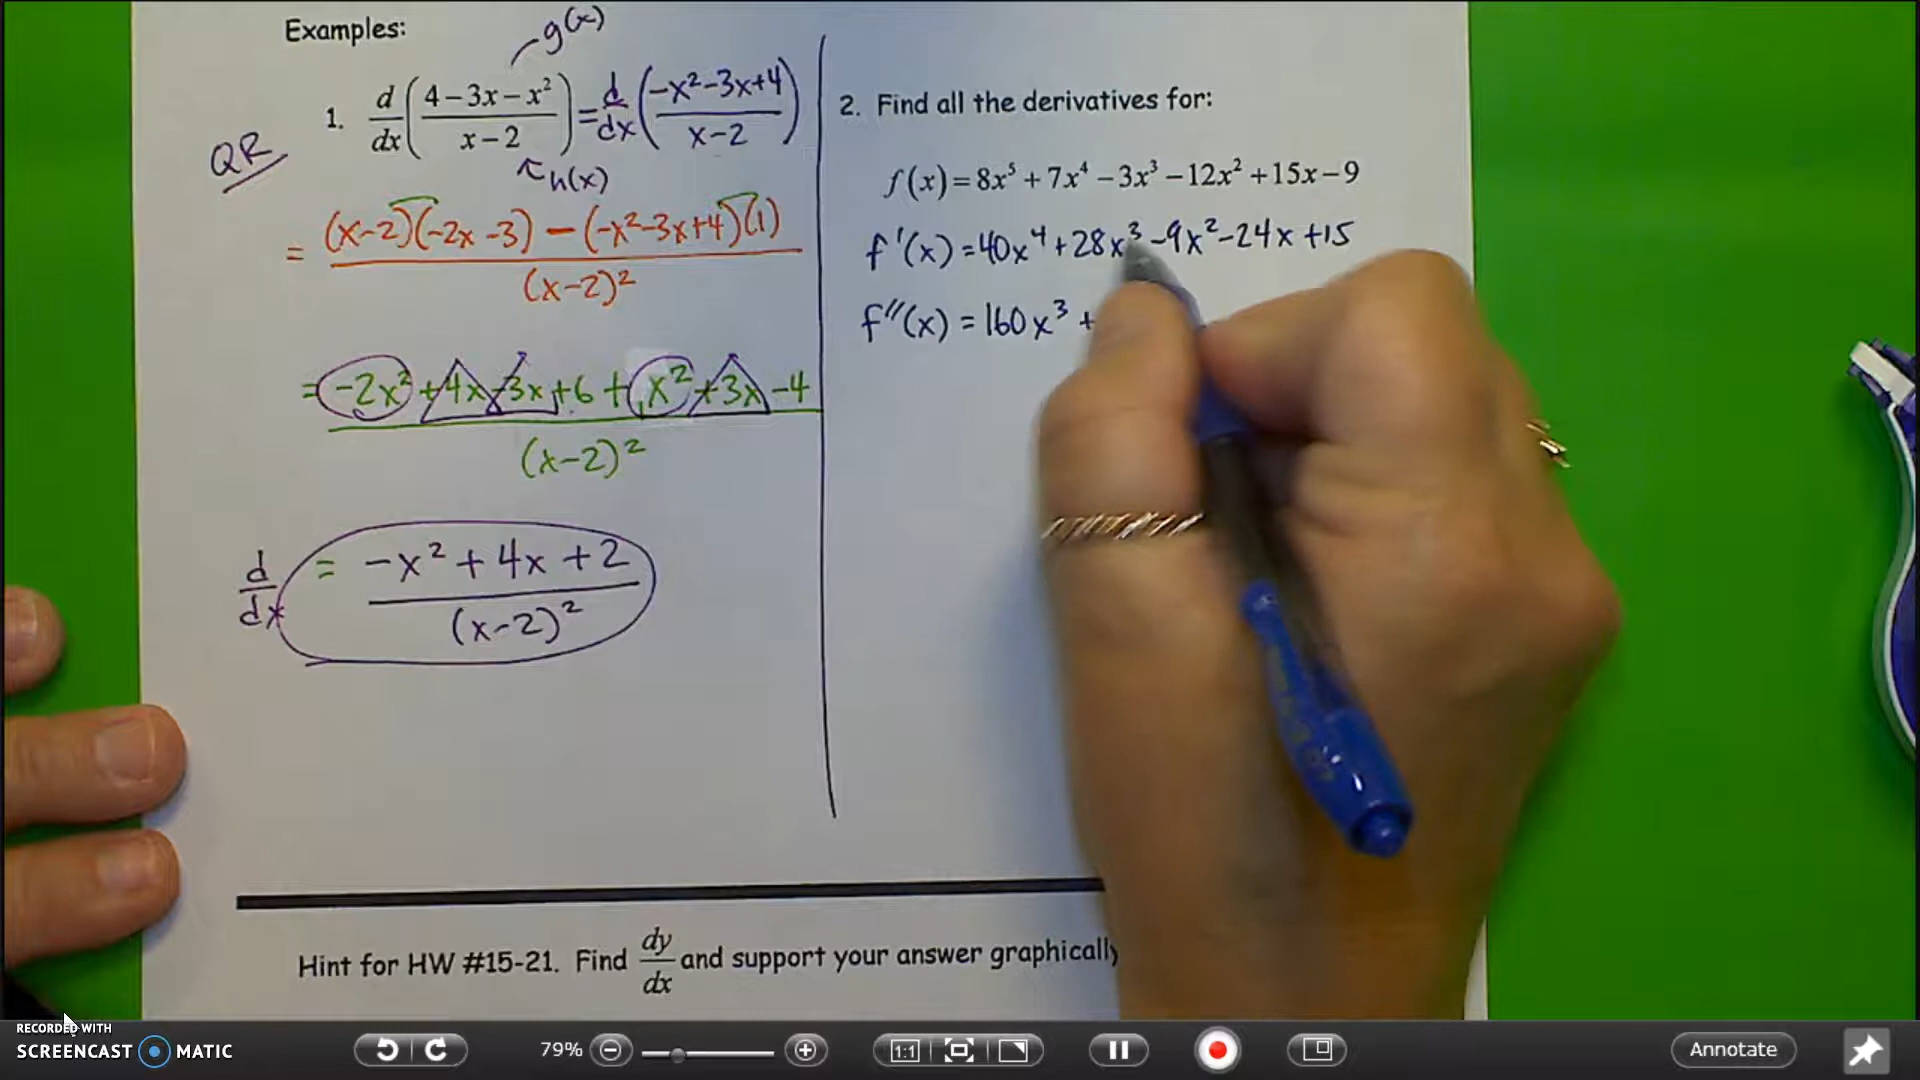 Examples:
g(x)
1. d/dx ( (4 – 3x – x²) / (x – 2) ) = d/dx ( (-x²-3x+4) / (x-2) )
QR
h(x)
= ((x-2)(-2x-3) - (-x²-3x+4)(1)) / (x-2)²
= (-2x² + 4x - 3x + 6 + x² + 3x - 4) / (x-2)²
d/dx = (-x² + 4x + 2) / (x-2)²
2. Find all the derivatives for:
f(x) = 8x⁵ + 7x⁴ – 3x³ – 12x² + 15x – 9
f'(x) = 40x⁴ + 28x³ - 9x² - 24x + 15
f''(x) = 160x³ +
Hint for HW #15-21. Find dy/dx and support your answer graphically
RECORDED WITH
SCREENCAST MATIC
79%
1:1
Annotate